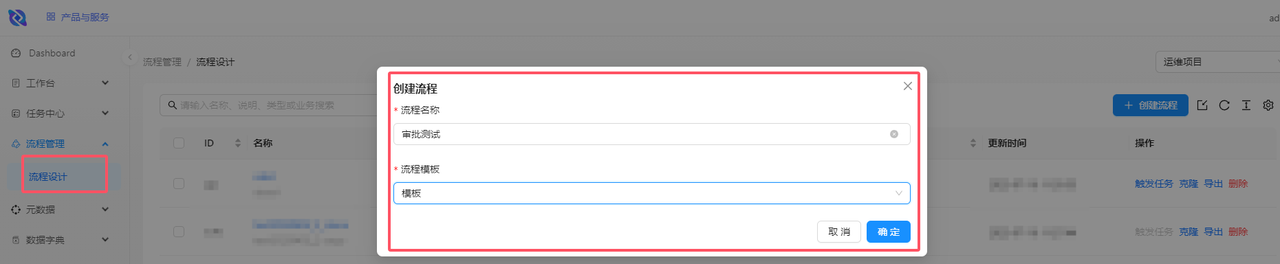 产品与服务
ad
Dashboard
工作台
任务中心
流程管理
流程设计
元数据
数据字典
流程管理 / 流程设计
运维项目
请输入名称、说明、类型或业务搜索
+ 创建流程
ID
名称
更新时间
操作
触发任务 克隆 导出 删除
触发任务 克隆 导出 删除
创建流程
* 流程名称
审批测试
* 流程模板
模板
取 消
确 定